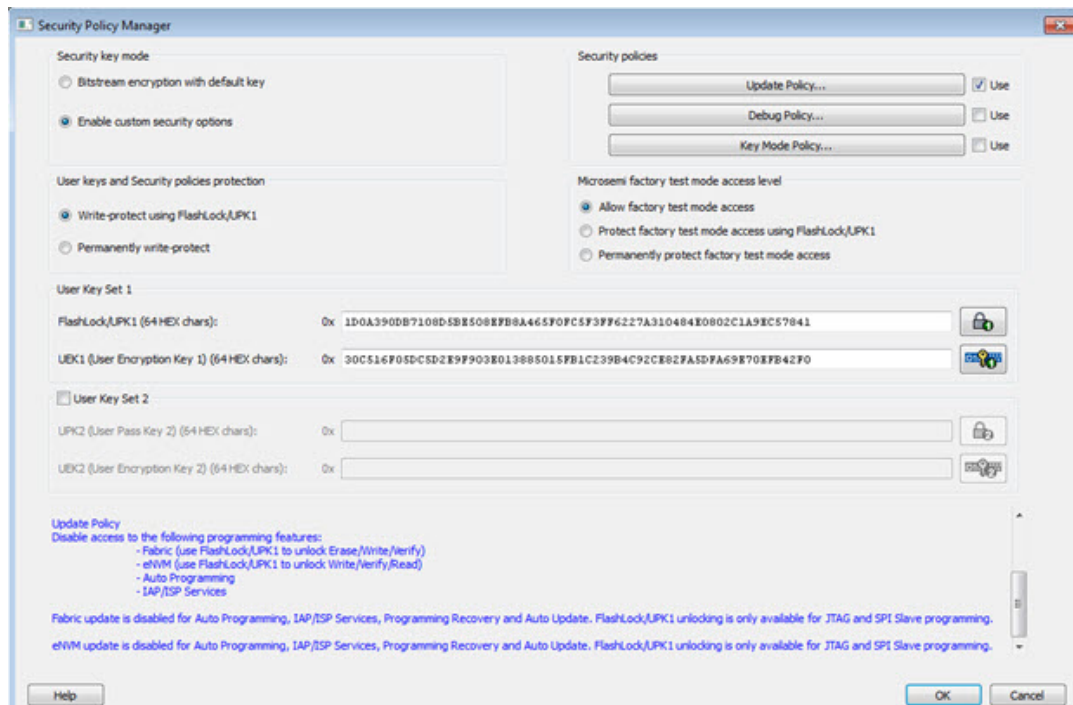 Security Policy Manager
Security key mode
Bitstream encryption with default key
Enable custom security options
Security policies
Update Policy...
Use
Debug Policy...
Use
Key Mode Policy...
Use
User keys and Security policies protection
Write-protect using FlashLock/UPK1
Permanently write-protect
Microsemi factory test mode access level
Allow factory test mode access
Protect factory test mode access using FlashLock/UPK1
Permanently protect factory test mode access
User Key Set 1
FlashLock/UPK1 (64 HEX chars): 0x 1D0A390DB7108D5BE508EFB8A465F0FC5F3FF6227A310484E0802C1A9EC57841
UEK1 (User Encryption Key 1) (64 HEX chars): 0x 30C516F05DC5D2E9F903E013885015FB1C239B4C92CE82FA5DFA69E70EFB42F0
User Key Set 2
UPK2 (User Pass Key 2) (64 HEX chars): 0x
UEK2 (User Encryption Key 2) (64 HEX chars): 0x
Update Policy
Disable access to the following programming features:
- Fabric (use FlashLock/UPK1 to unlock Erase/Write/Verify)
- eNVM (use FlashLock/UPK1 to unlock Write/Verify/Read)
- Auto Programming
- IAP/ISP Services
Fabric update is disabled for Auto Programming, IAP/ISP Services, Programming Recovery and Auto Update. FlashLock/UPK1 unlocking is only available for JTAG and SPI Slave programming.
eNVM update is disabled for Auto Programming, IAP/ISP Services, Programming Recovery and Auto Update. FlashLock/UPK1 unlocking is only available for JTAG and SPI Slave programming.
Help
OK
Cancel